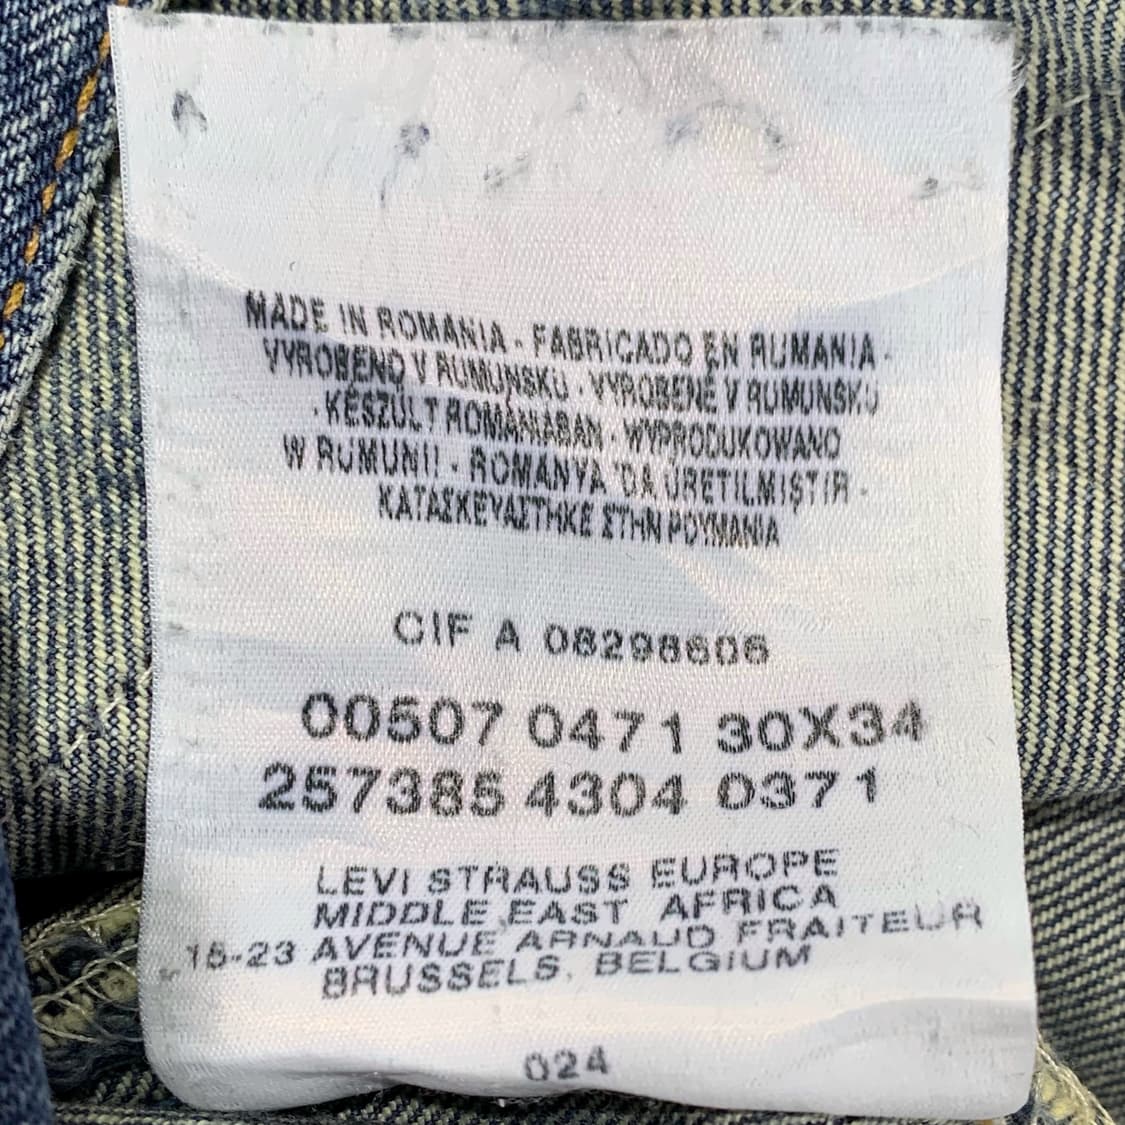 MADE IN ROMANIA - FABRICADO EN RUMANIA -
VYROBENO V RUMUNSKU - VYROBENÉ V RUMUNSKU
- KÉSZÜLT ROMÁNIABAN - WYPRODUKOWANO
W RUMUNII - ROMANYA 'DA ÜRETILMIŞTIR -
ΚΑΤΑΣΚΕΥΑΣΤΗΚΕ ΣΤΗΝ ΡΟΥΜΑΝΙΑ
CIF A 08298606
00507 0471 30X34
257385 4304 0371
LEVI STRAUSS EUROPE
MIDDLE EAST AFRICA
15-23 AVENUE ARNAUD FRAITEUR
BRUSSELS, BELGIUM
024